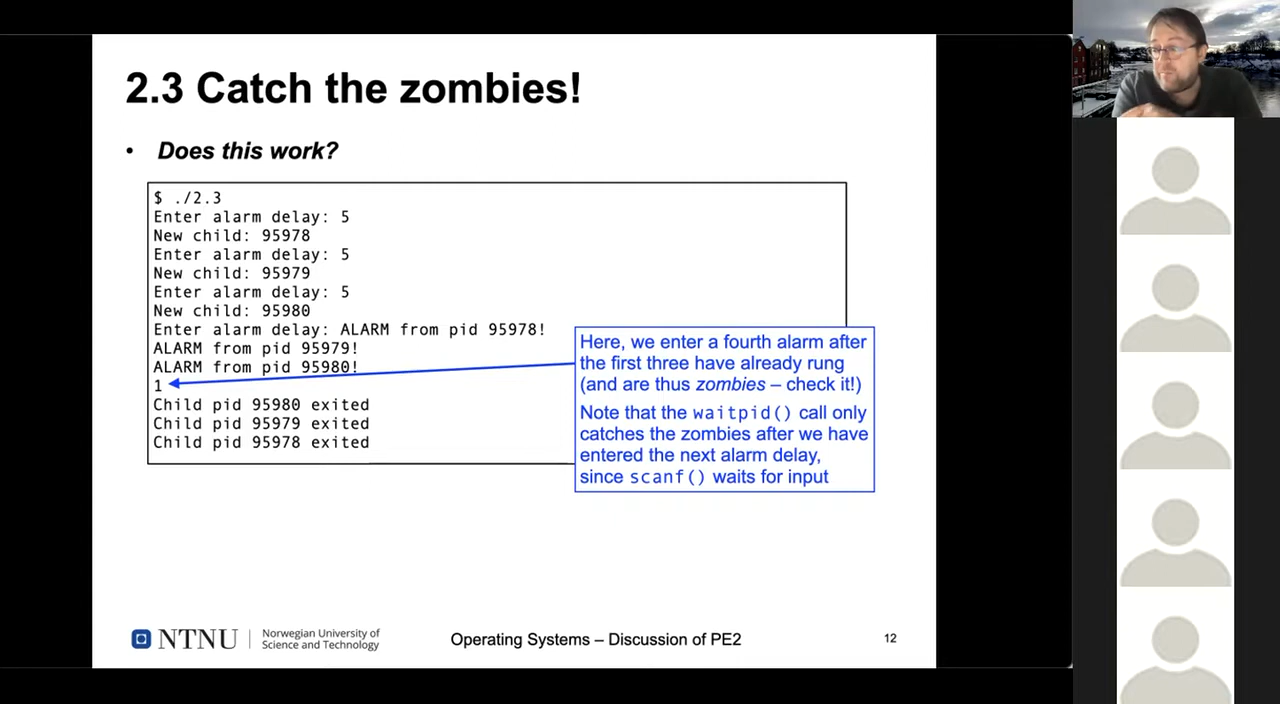 2.3 Catch the zombies!
• Does this work?
$ ./2.3
Enter alarm delay: 5
New child: 95978
Enter alarm delay: 5
New child: 95979
Enter alarm delay: 5
New child: 95980
Enter alarm delay: ALARM from pid 95978!
ALARM from pid 95979!
ALARM from pid 95980!
1
Child pid 95980 exited
Child pid 95979 exited
Child pid 95978 exited
Here, we enter a fourth alarm after
the first three have already rung
(and are thus zombies – check it!)
Note that the waitpid() call only
catches the zombies after we have
entered the next alarm delay,
since scanf() waits for input
NTNU
Norwegian University of
Science and Technology
Operating Systems – Discussion of PE2
12